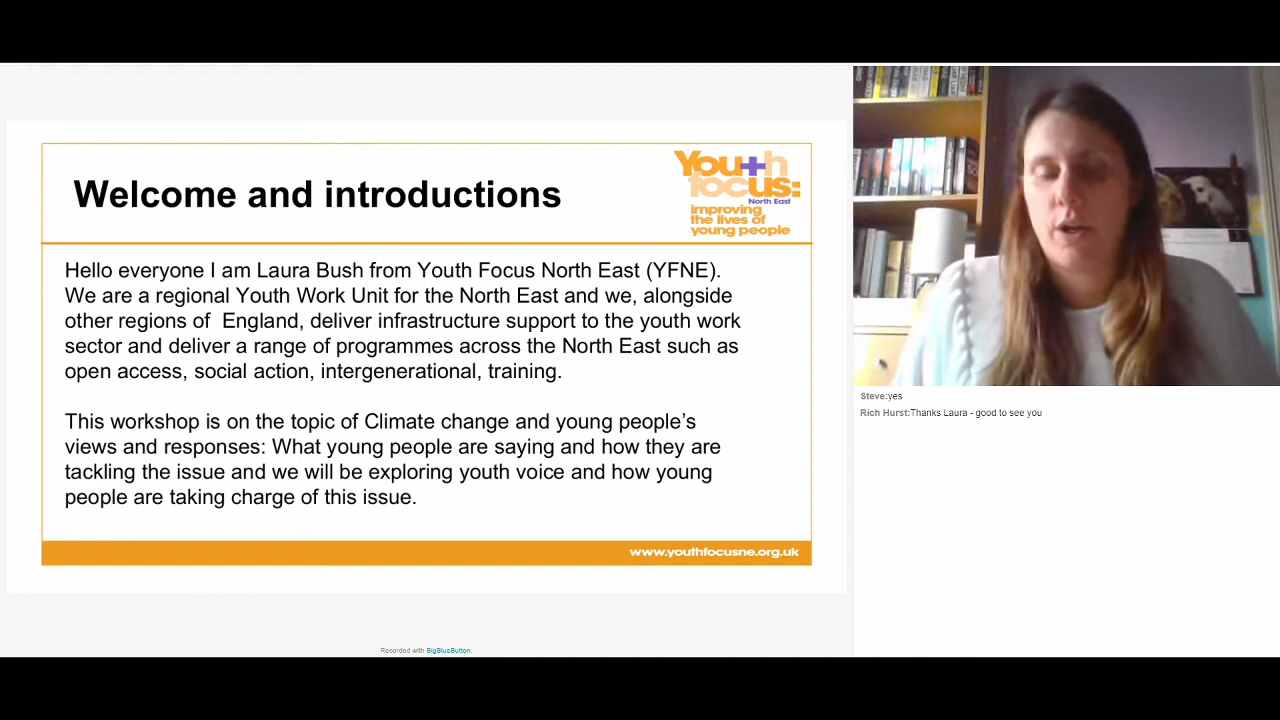 Welcome and introductions
Youth
focus:
North East
improving
the lives of
young people
Hello everyone I am Laura Bush from Youth Focus North East (YFNE).
We are a regional Youth Work Unit for the North East and we, alongside
other regions of  England, deliver infrastructure support to the youth work
sector and deliver a range of programmes across the North East such as
open access, social action, intergenerational, training.
This workshop is on the topic of Climate change and young people’s
views and responses: What young people are saying and how they are
tackling the issue and we will be exploring youth voice and how young
people are taking charge of this issue.
www.youthfocusne.org.uk
Steve:yes
Rich Hurst:Thanks Laura - good to see you
Recorded with BigBlueButton.